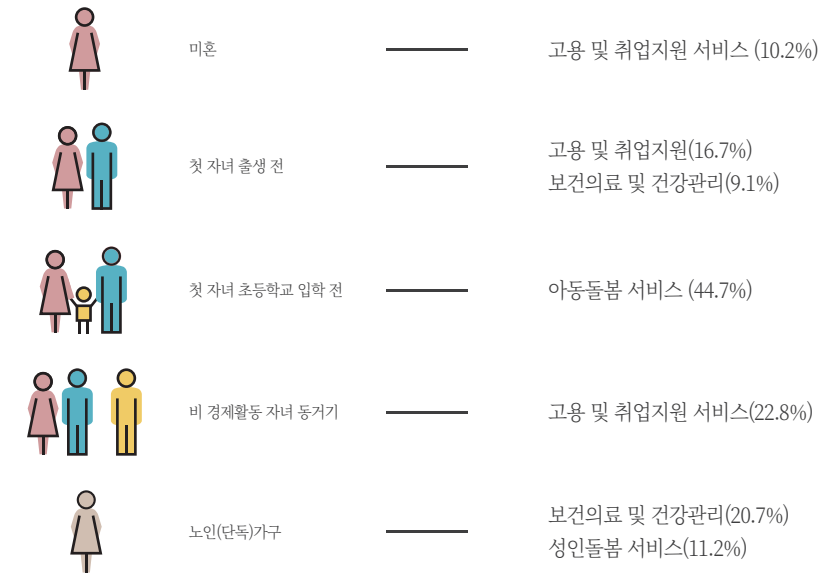 미혼
고용 및 취업지원 서비스 (10.2%)
첫 자녀 출생 전
고용 및 취업지원(16.7%)
보건의료 및 건강관리(9.1%)
첫 자녀 초등학교 입학 전
아동돌봄 서비스 (44.7%)
비 경제활동 자녀 동거기
고용 및 취업지원 서비스(22.8%)
노인(단독)가구
보건의료 및 건강관리(20.7%)
성인돌봄 서비스(11.2%)